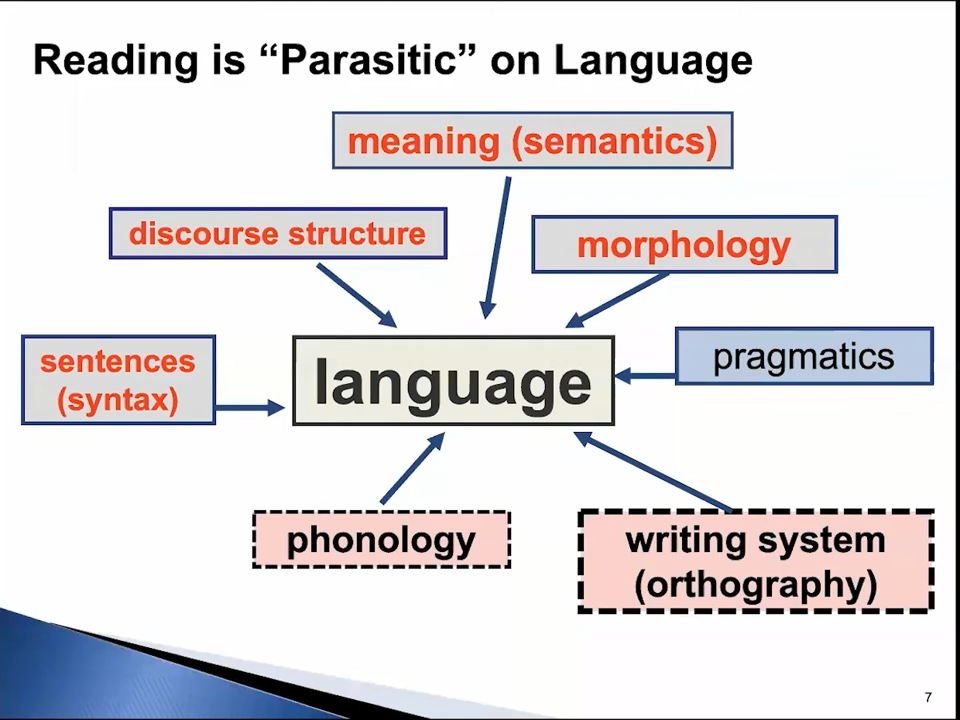 Reading is “Parasitic” on Language
meaning (semantics)
discourse structure
morphology
sentences
(syntax)
language
pragmatics
phonology
writing system
(orthography)
7